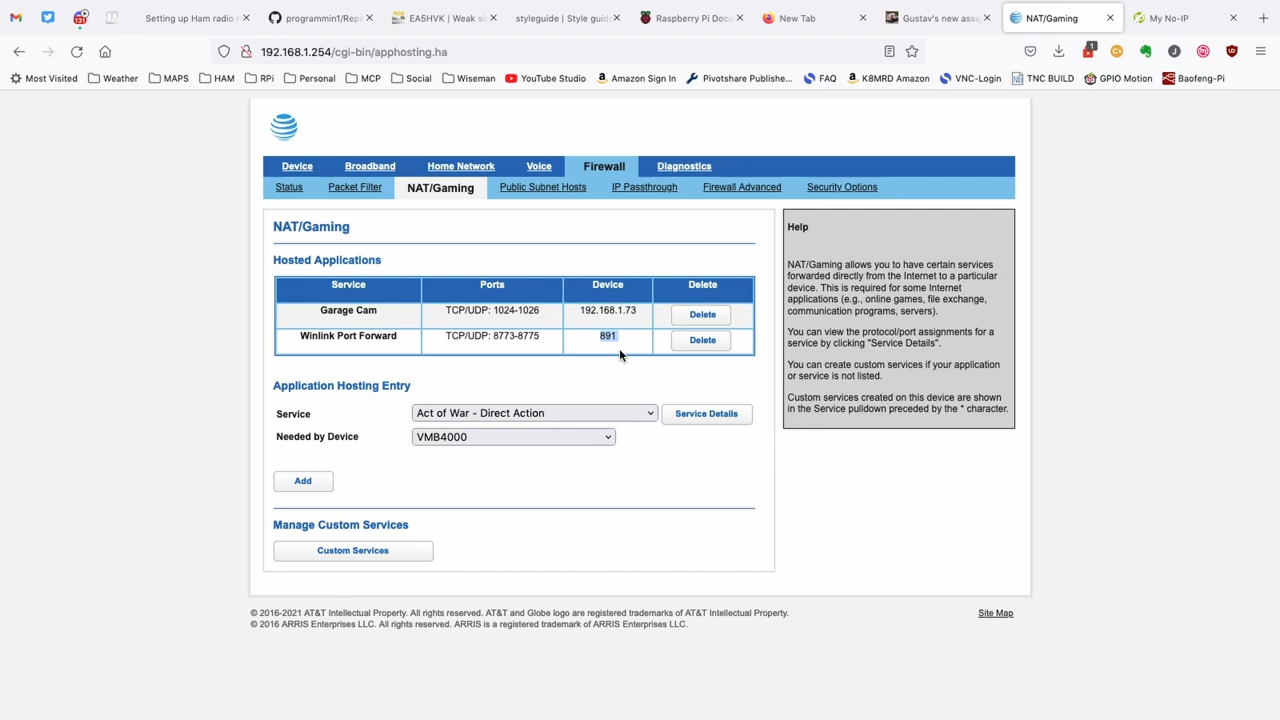 131
Setting up Ham radio
programmin1/Repo
EA5HVK | Weak si
styleguide | Style guid
Raspberry Pi Docu
New Tab
Gustav's new assig
NAT/Gaming
My No-IP
192.168.1.254/cgi-bin/apphosting.ha
Most Visited
Weather
MAPS
HAM
RPi
Personal
MCP
Social
Wiseman
YouTube Studio
Amazon Sign In
Pivotshare Publishe...
FAQ
K8MRD Amazon
VNC-Login
TNC BUILD
GPIO Motion
Baofeng-Pi
Device
Broadband
Home Network
Voice
Firewall
Diagnostics
Status
Packet Filter
NAT/Gaming
Public Subnet Hosts
IP Passthrough
Firewall Advanced
Security Options
NAT/Gaming
Hosted Applications
Service Ports Device Delete
Garage Cam TCP/UDP: 1024-1026 192.168.1.73 Delete
Winlink Port Forward TCP/UDP: 8773-8775 891 Delete
Application Hosting Entry
Service Act of War - Direct Action Service Details
Needed by Device VMB4000
Add
Manage Custom Services
Custom Services
Help
NAT/Gaming allows you to have certain services
forwarded directly from the Internet to a particular
device. This is required for some Internet
applications (e.g., online games, file exchange,
communication programs, servers).
You can view the protocol/port assignments for a
service by clicking "Service Details".
You can create custom services if your application
or service is not listed.
Custom services created on this device are shown
in the Service pulldown preceded by the * character.
© 2016-2021 AT&T Intellectual Property. All rights reserved. AT&T and Globe logo are registered trademarks of AT&T Intellectual Property.
© 2016 ARRIS Enterprises LLC. All rights reserved. ARRIS is a registered trademark of ARRIS Enterprises LLC.
Site Map